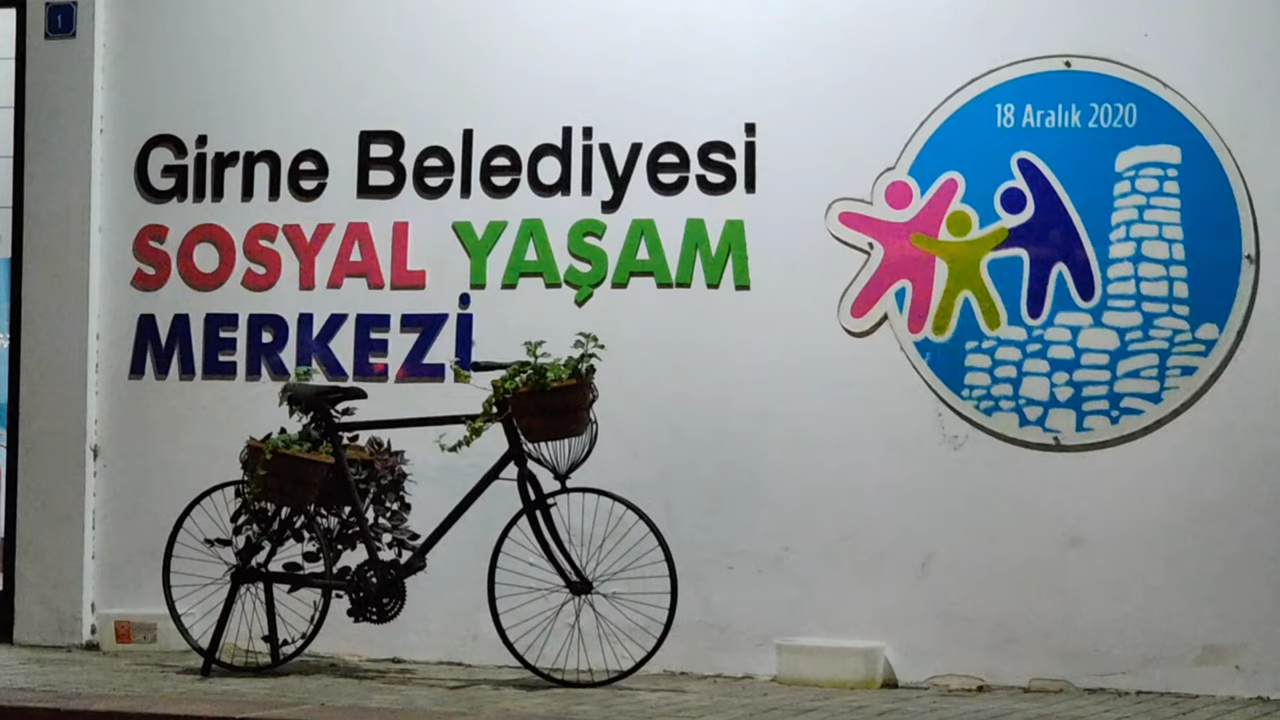 1
Girne Belediyesi
SOSYAL YAŞAM
MERKEZİ
18 Aralık 2020